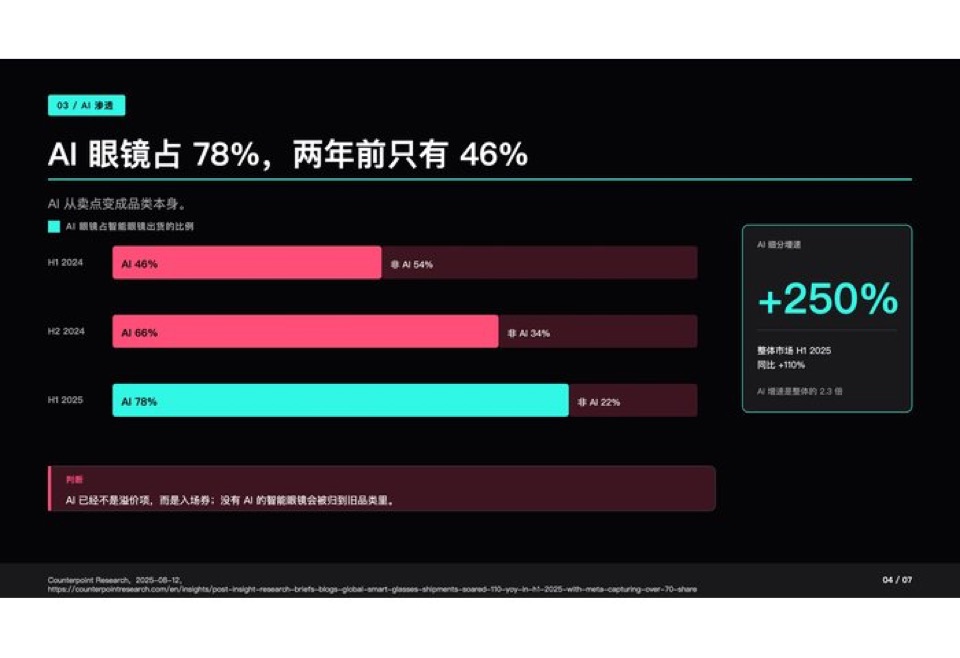 03 / AI 渗透
AI 眼镜占 78%，两年前只有 46%
AI 从卖点变成品类本身。
AI 眼镜占智能眼镜出货的比例
H1 2024
AI 46%
非 AI 54%
H2 2024
AI 66%
非 AI 34%
H1 2025
AI 78%
非 AI 22%
AI 细分增速
+250%
整体市场 H1 2025
同比 +110%
AI 增速是整体的 2.3 倍
判断
AI 已经不是溢价项，而是入场券；没有 AI 的智能眼镜会被归到旧品类里。
Counterpoint Research，2025-08-12，
https://counterpointresearch.com/en/insights/post-insight-research-briefs-blogs-global-smart-glasses-shipments-soared-110-yoy-in-h1-2025-with-meta-capturing-over-70-share
04 / 07